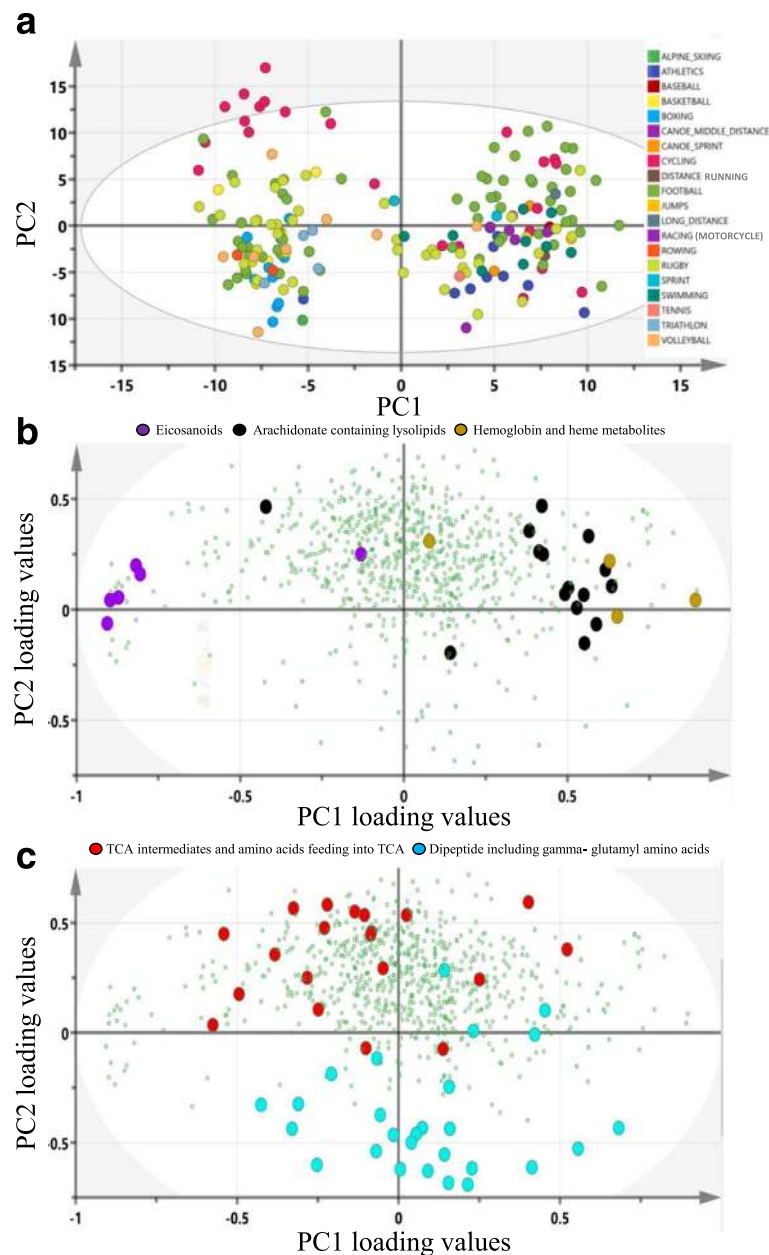 a
PC2
15
10
5
0
-5
10
15
-15
-10
-5
0
5
10
15
PC1
ALPINE_SKIING
ATHLETICS
BASEBALL
BASKETBALL
BOXING
CANOE_MIDDLE_DISTANCE
CANOE_SPRINT
CYCLING
DISTANCE RUNNING
FOOTBALL
JUMPS
LONG_DISTANCE
RACING (MOTORCYCLE)
ROWING
RUGBY
SPRINT
SWIMMING
TENNIS
TRIATHLON
VOLLEYBALL
b
Eicosanoids Arachidonate containing lysolipids Hemoglobin and heme metabolites
PC2 loading values
0.5
0
-0.5
-1
-0.5
0
0.5
PC1 loading values
c
TCA intermediates and amino acids feeding into TCA Dipeptide including gamma- glutamyl amino acids
PC2 loading values
0.5
0
-0.5
-1
-0.5
0
0.5
PC1 loading values